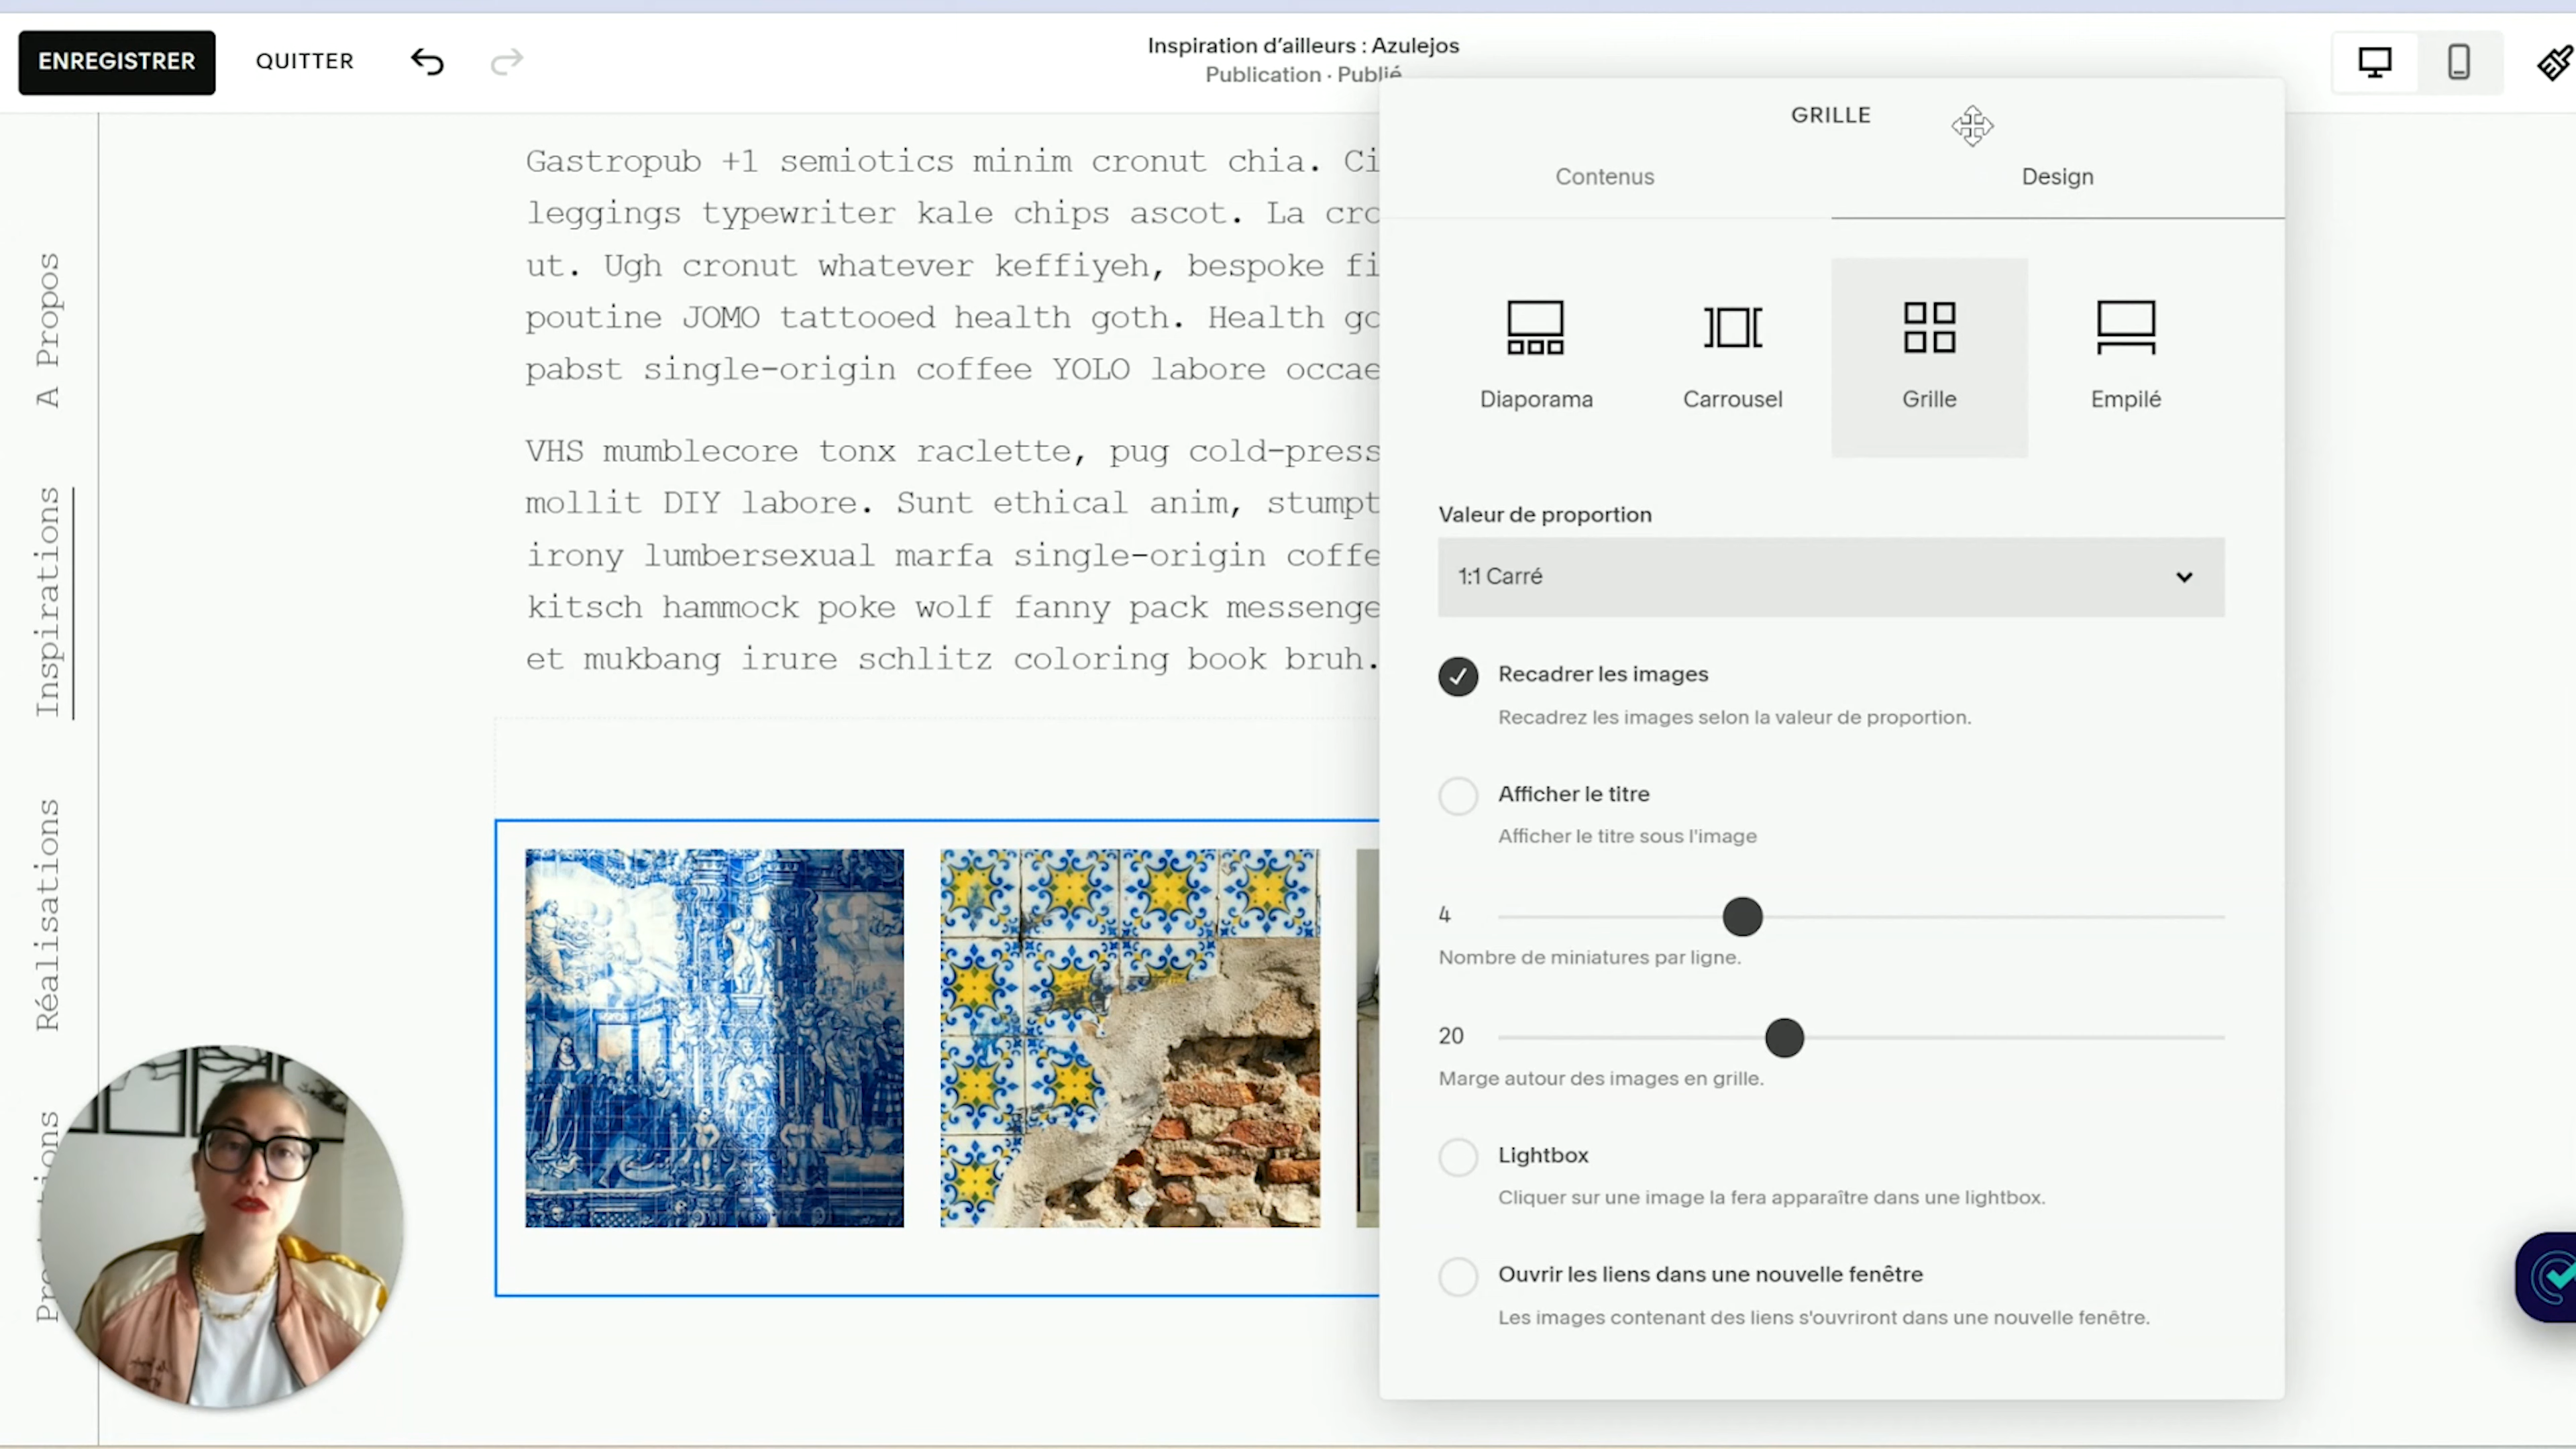 ENREGISTRER
QUITTER
Inspiration d'ailleurs : Azulejos
Publication · Publié
A Propos
Inspirations
Réalisations
Gastropub +1 semiotics minim cronut chia. Ci
leggings typewriter kale chips ascot. La cro
ut. Ugh cronut whatever keffiyeh, bespoke fi
poutine JOMO tattooed health goth. Health go
pabst single-origin coffee YOLO labore occae
VHS mumblecore tonx raclette, pug cold-press
mollit DIY labore. Sunt ethical anim, stumpt
irony lumbersexual marfa single-origin coffe
kitsch hammock poke wolf fanny pack messenge
et mukbang irure schlitz coloring book bruh.
GRILLE
Contenus
Design
Diaporama
Carrousel
Grille
Empilé
Valeur de proportion
1:1 Carré
Recadrer les images
Recadrez les images selon la valeur de proportion.
Afficher le titre
Afficher le titre sous l'image
4
Nombre de miniatures par ligne.
20
Marge autour des images en grille.
Lightbox
Cliquer sur une image la fera apparaître dans une lightbox.
Ouvrir les liens dans une nouvelle fenêtre
Les images contenant des liens s'ouvriront dans une nouvelle fenêtre.